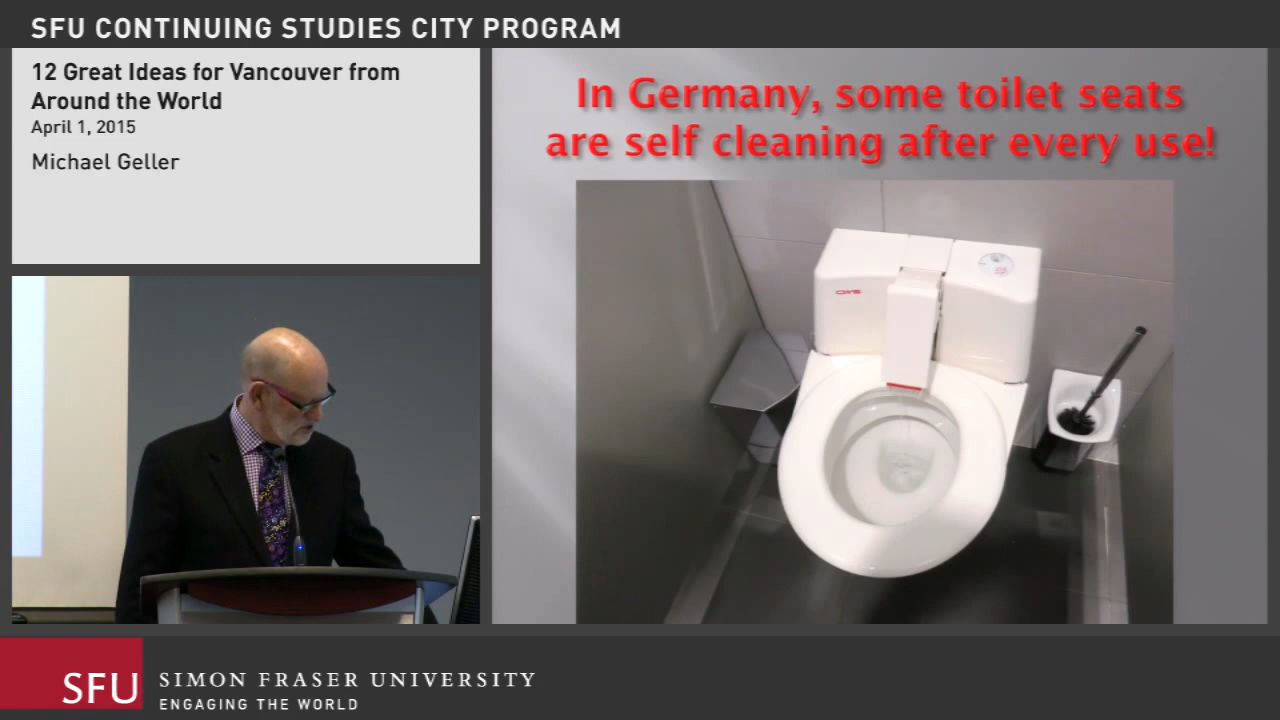 SFU CONTINUING STUDIES CITY PROGRAM
12 Great Ideas for Vancouver from
Around the World
April 1, 2015
Michael Geller
In Germany, some toilet seats
are self cleaning after every use!
CWS
SFU
SIMON FRASER UNIVERSITY
ENGAGING THE WORLD